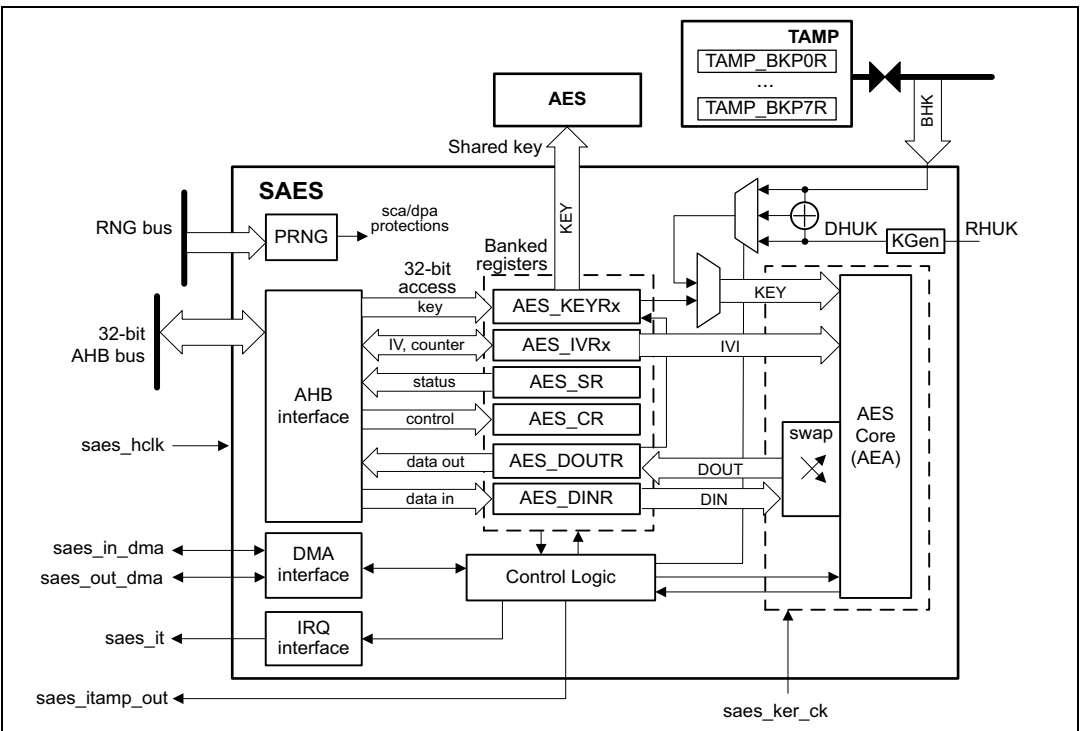 TAMP
TAMP_BKP0R
...
TAMP_BKP7R
AES
BHK
Shared key
SAES
RNG bus
PRNG
sca/dpa
protections
KEY
Banked
registers
DHUK
KGen
RHUK
32-bit
access
key
AES_KEYRx
KEY
32-bit
AHB bus
IV, counter
AES_IVRx
IVI
AHB
interface
status
AES_SR
control
AES_CR
AES
Core
(AEA)
swap
saes_hclk
data out
AES_DOUTR
DOUT
data in
AES_DINR
DIN
saes_in_dma
saes_out_dma
DMA
interface
Control Logic
saes_it
IRQ
interface
saes_itamp_out
saes_ker_ck